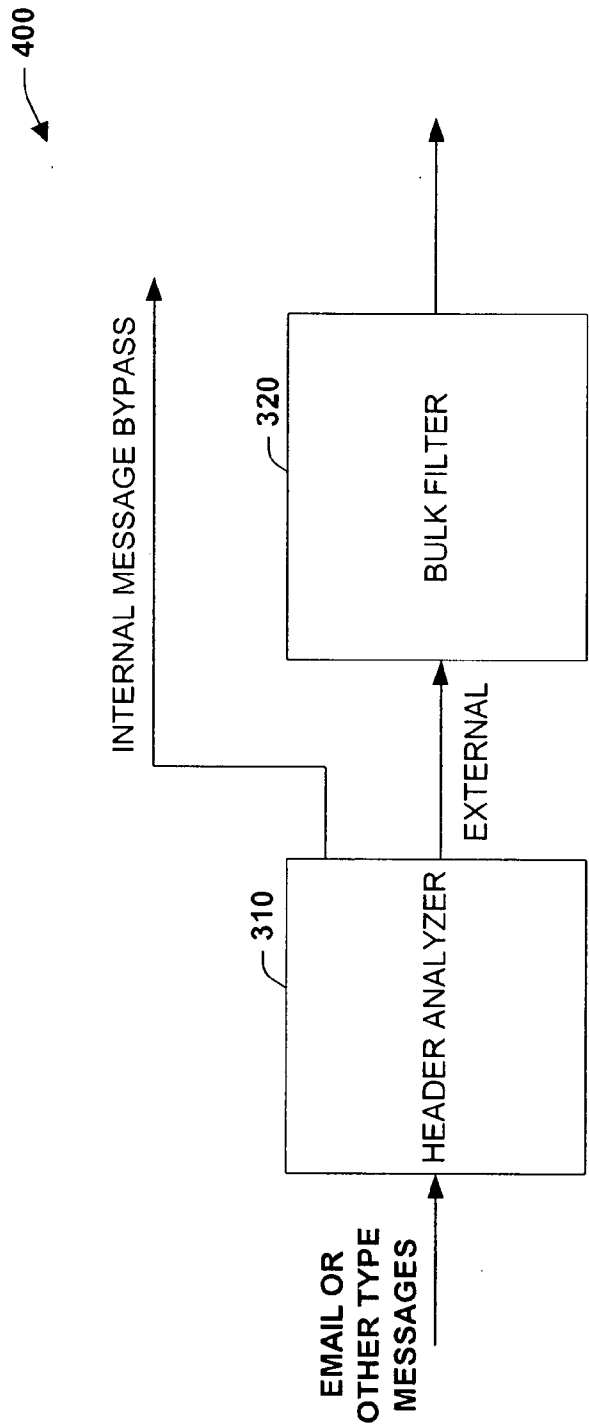 400
INTERNAL MESSAGE BYPASS
310
320
EMAIL OR
OTHER TYPE
MESSAGES
HEADER ANALYZER
EXTERNAL
BULK FILTER